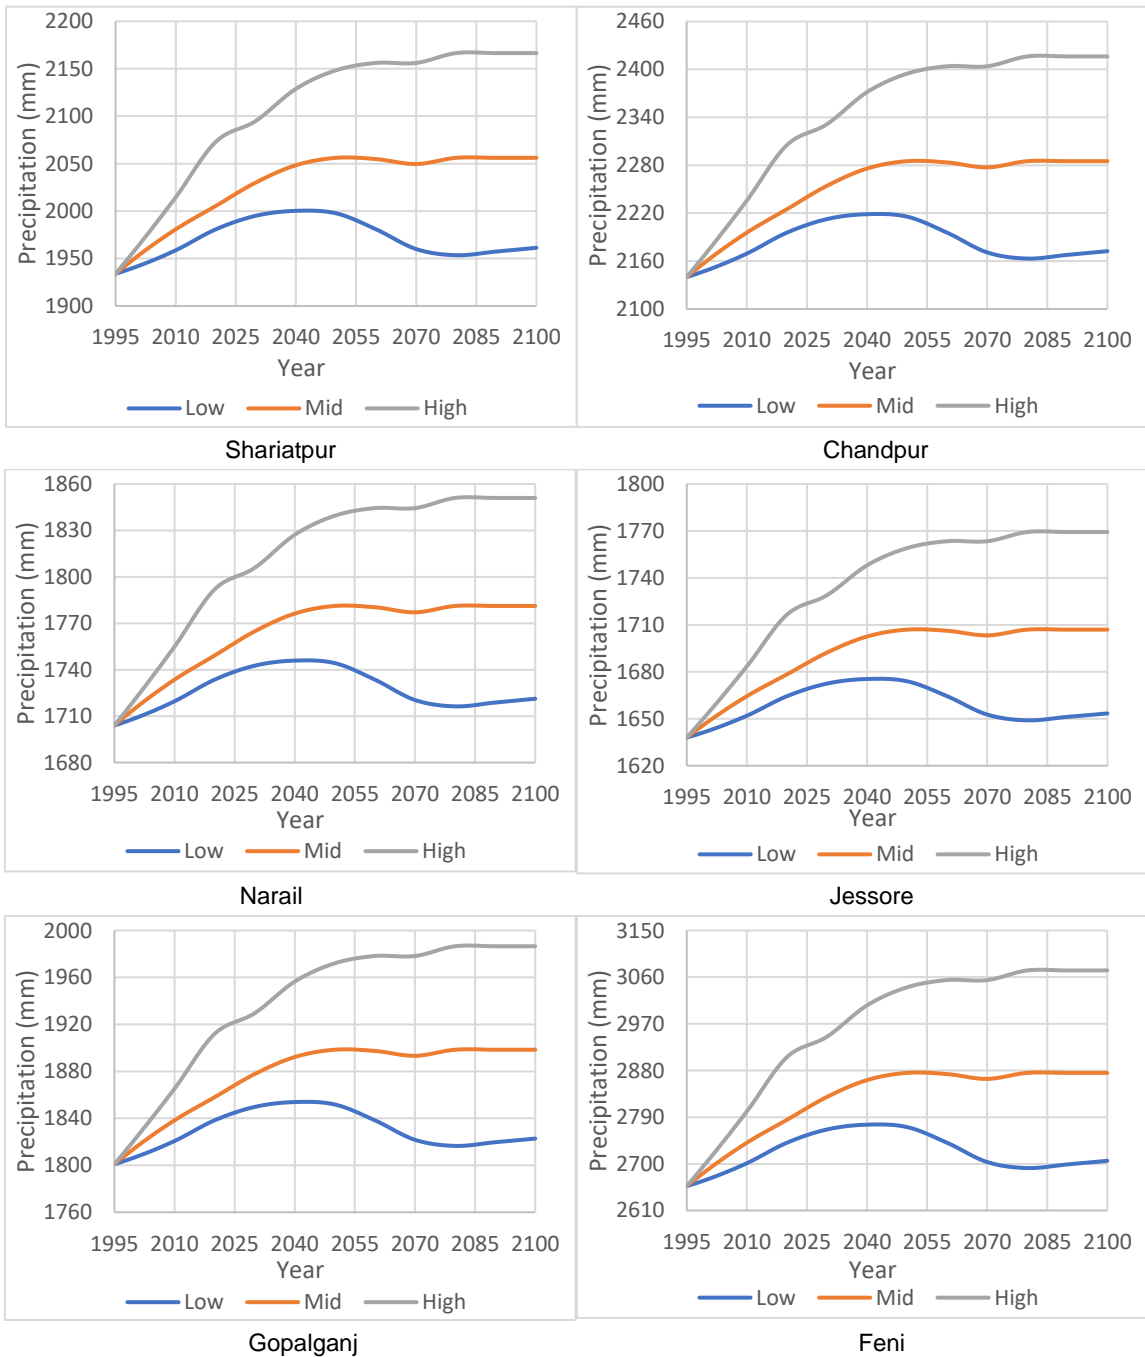 2200
2150
2100
2050
2000
1950
1900
Precipitation (mm)
1995 2010 2025 2040 2055 2070 2085 2100
Year
Low Mid High
Shariatpur
2460
2400
2340
2280
2220
2160
2100
Precipitation (mm)
1995 2010 2025 2040 2055 2070 2085 2100
Year
Low Mid High
Chandpur
1860
1830
1800
1770
1740
1710
1680
Precipitation (mm)
1995 2010 2025 2040 2055 2070 2085 2100
Year
Low Mid High
Narail
1800
1770
1740
1710
1680
1650
1620
Precipitation (mm)
1995 2010 2025 2040 2055 2070 2085 2100
Year
Low Mid High
Jessore
2000
1960
1920
1880
1840
1800
1760
Precipitation (mm)
1995 2010 2025 2040 2055 2070 2085 2100
Year
Low Mid High
Gopalganj
3150
3060
2970
2880
2790
2700
2610
Precipitation (mm)
1995 2010 2025 2040 2055 2070 2085 2100
Year
Low Mid High
Feni